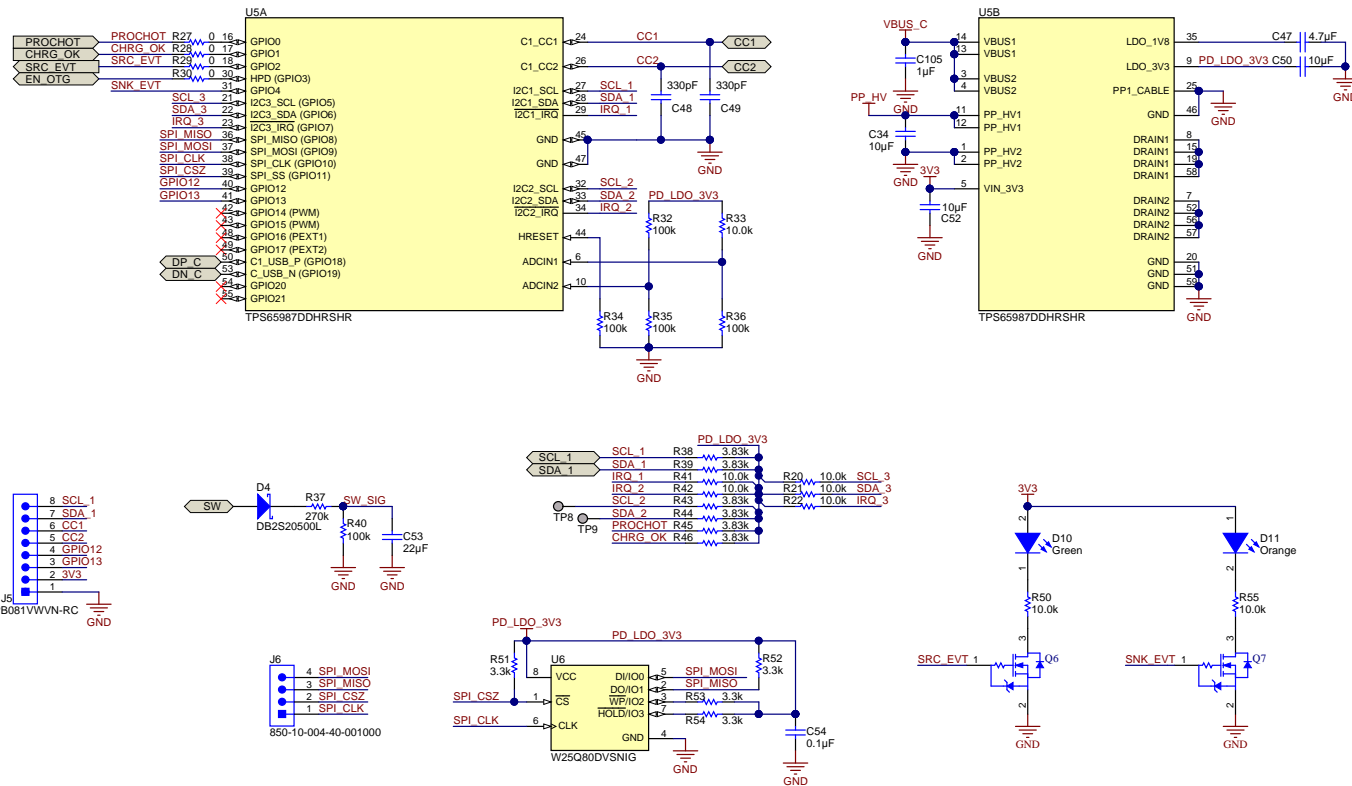 U5A
PROCHOT PROCHOT R27 0 16 GPIO0
CHRG_OK CHRG_OK R28 0 17 GPIO1
SRC_EVT SRC_EVT R29 0 18 GPIO2
EN_OTG R30 0 30 HPD (GPIO3)
SNK_EVT 31 GPIO4
SCL_3 21 I2C3_SCL (GPIO5)
SDA_3 22 I2C3_SDA (GPIO6)
IRQ_3 23 I2C3_IRQ (GPIO7)
SPI_MISO 36 SPI_MISO (GPIO8)
SPI_MOSI 37 SPI_MOSI (GPIO9)
SPI_CLK 38 SPI_CLK (GPIO10)
SPI_CSZ 39 SPI_SS (GPIO11)
GPIO12 40 GPIO12
GPIO13 41 GPIO13
42 GPIO14 (PWM)
43 GPIO15 (PWM)
48 GPIO16 (PEXT1)
49 GPIO17 (PEXT2)
DP_C 50 C1_USB_P (GPIO18)
DN_C 53 C_USB_N (GPIO19)
54 GPIO20
55 GPIO21
C1_CC1 24 CC1 CC1
C1_CC2 26 CC2 CC2
I2C1_SCL 27 SCL_1
I2C1_SDA 28 SDA_1
I2C1_IRQ 29 IRQ_1
330pF 330pF
C48 C49
GND 45
GND 47
GND
I2C2_SCL 32 SCL_2
I2C2_SDA 33 SDA_2
I2C2_IRQ 34 IRQ_2
PD_LDO_3V3
HRESET 44
ADCIN1 6
ADCIN2 10
R32 100k
R33 10.0k
R34 100k
R35 100k
R36 100k
GND
TPS65987DDHRSHR
U5B
VBUS_C
C105 1µF
GND
PP_HV
C34 10µF
GND
3V3
10µF
C52
GND
14 VBUS1
13 VBUS1
3 VBUS2
4 VBUS2
11 PP_HV1
12 PP_HV1
1 PP_HV2
2 PP_HV2
5 VIN_3V3
LDO_1V8 35 C47 4.7µF
LDO_3V3 9 PD_LDO_3V3 C50 10µF
GND
PP1_CABLE 25
GND 46
GND
DRAIN1 8
DRAIN1 15
DRAIN1 19
DRAIN1 58
DRAIN2 7
DRAIN2 52
DRAIN2 56
DRAIN2 57
GND 20
GND 51
GND 59
GND
TPS65987DDHRSHR
8 SCL_1
7 SDA_1
6 CC1
5 CC2
4 GPIO12
3 GPIO13
2 3V3
1
GND
J5
PB081VWVN-RC
SW
D4
DB2S20500L
R37
270k
SW_SIG
R40
100k
C53
22µF
GND
GND
PD_LDO_3V3
SCL_1 SCL_1 R38 3.83k
SDA_1 SDA_1 R39 3.83k
IRQ_1 R41 10.0k R20 10.0k SCL_3
IRQ_2 R42 10.0k R21 10.0k SDA_3
SCL_2 R43 3.83k R22 10.0k IRQ_3
SDA_2 R44 3.83k
PROCHOT R45 3.83k
CHRG_OK R46 3.83k
TP8
TP9
J6
4 SPI_MOSI
3 SPI_MISO
2 SPI_CSZ
1 SPI_CLK
850-10-004-40-001000
PD_LDO_3V3
PD_LDO_3V3
R51
3.3k
U6
8 VCC
SPI_CSZ 1 CS
SPI_CLK 6 CLK
DI/IO0 5 SPI_MOSI
DO/IO1 2 SPI_MISO
WP/IO2 3 R53 3.3k
HOLD/IO3 7 R54 3.3k
GND 4
R52
3.3k
GND
C54
0.1µF
GND
W25Q80DVSNIG
3V3
2
D10
Green
1
R50
10.0k
3
SRC_EVT 1
Q6
2
GND
1
D11
Orange
2
R55
10.0k
3
SNK_EVT 1
Q7
2
GND